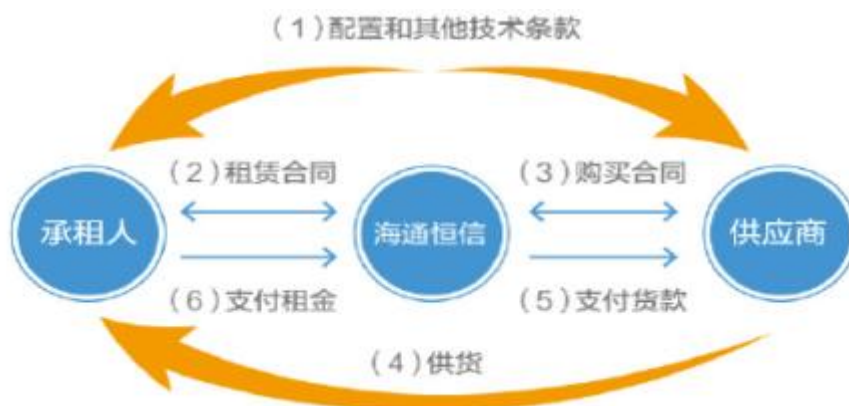 (1)配置和其他技术条款
(2)租赁合同
(3)购买合同
承租人
海通恒信
供应商
(6)支付租金
(5)支付货款
(4)供货